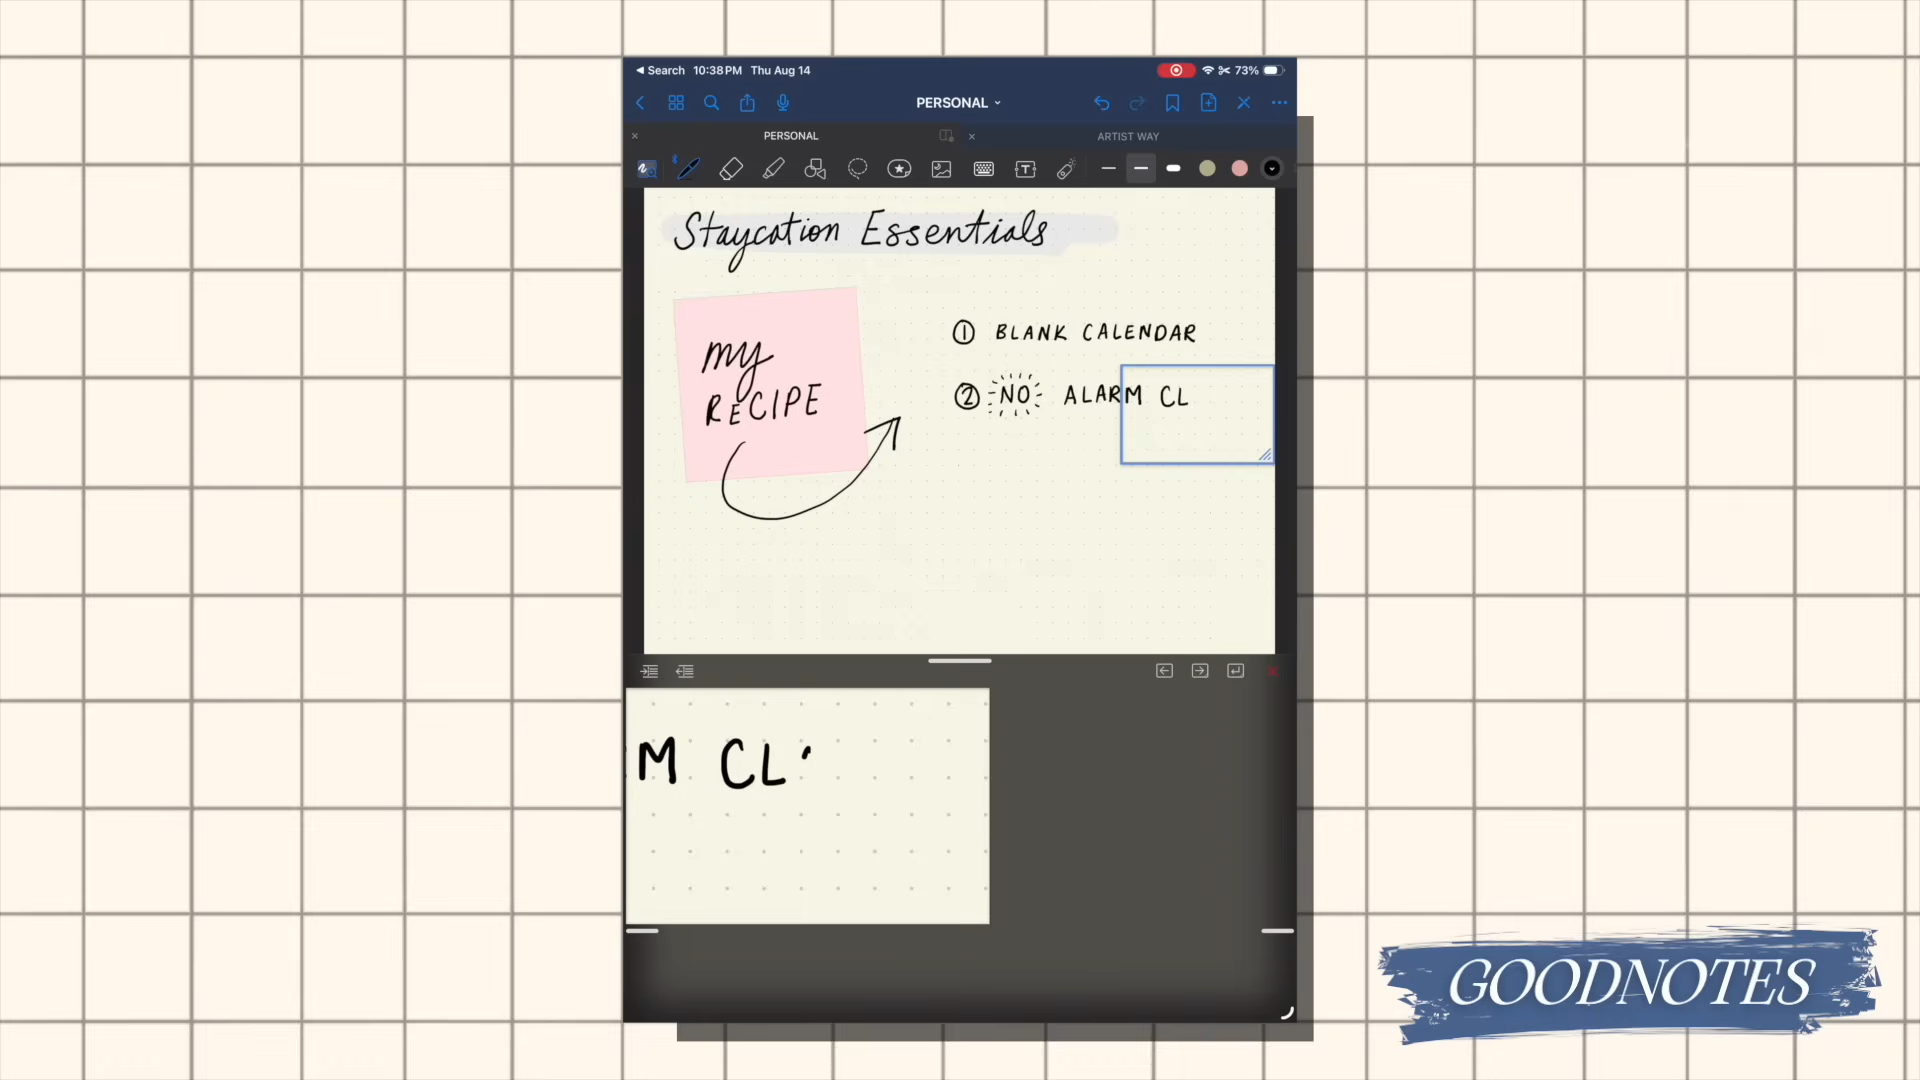 Search 10:38 PM Thu Aug 14 73%
PERSONAL
PERSONAL ARTIST WAY
Staycation Essentials
my
RECIPE
① BLANK CALENDAR
② NO ALARM CL
M CL
GOODNOTES